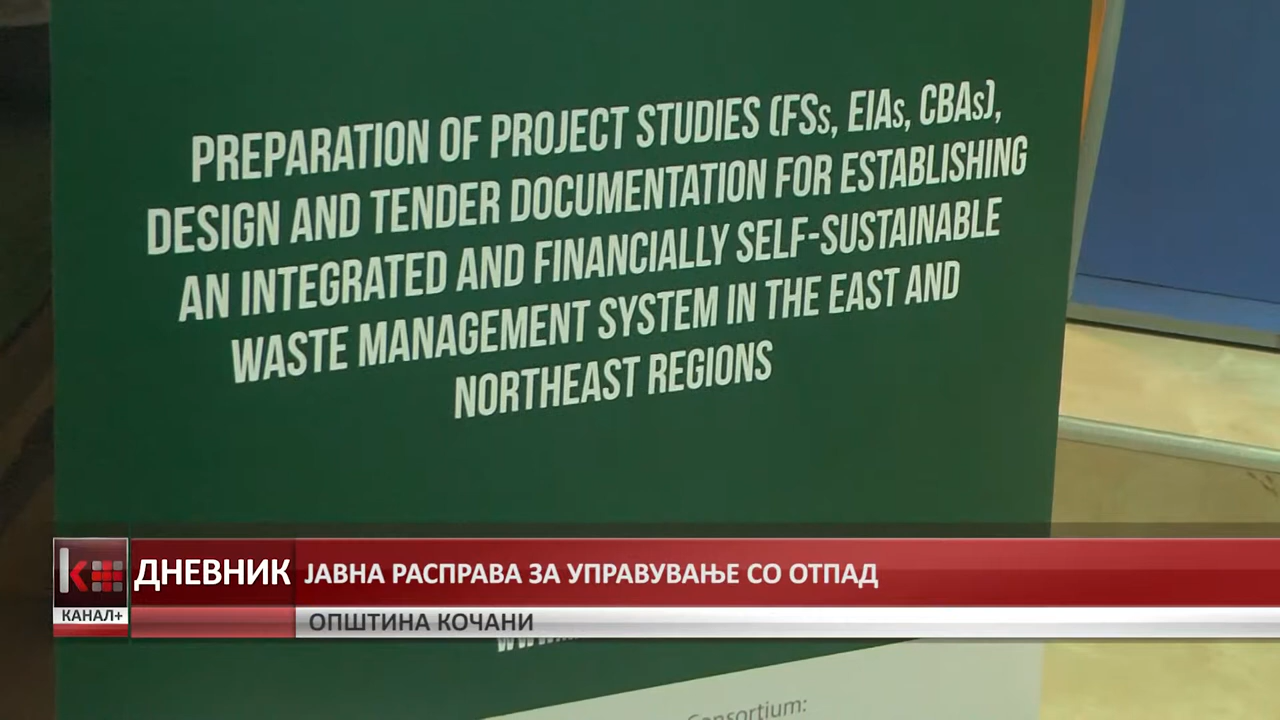 PREPARATION OF PROJECT STUDIES (FSs, EIAs, CBAs),
DESIGN AND TENDER DOCUMENTATION FOR ESTABLISHING
AN INTEGRATED AND FINANCIALLY SELF-SUSTAINABLE
WASTE MANAGEMENT SYSTEM IN THE EAST AND
NORTHEAST REGIONS
ДНЕВНИК
ЈАВНА РАСПРАВА ЗА УПРАВУВАЊЕ СО ОТПАД
К
КАНАЛ+
ОПШТИНА КОЧАНИ
Consortium: